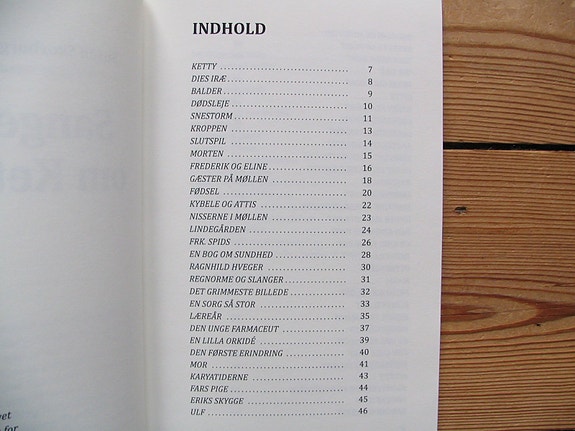 INDHOLD
KETTY ................................ 7
DIES IRÆ .............................. 8
BALDER ............................... 9
DØDSLEJE ............................. 10
SNESTORM ............................ 11
KROPPEN ............................. 13
SLUTSPIL ............................. 14
MORTEN .............................. 15
FREDERIK OG ELINE .................... 16
GÆSTER PÅ MØLLEN .................... 18
FØDSEL ............................... 20
KYBELE OG ATTIS ...................... 22
NISSERNE I MØLLEN .................... 23
LINDEGÅRDEN ......................... 24
FRK. SPIDS ............................ 26
EN BOG OM SUNDHED .................. 28
RAGNHILD HVEGER .................... 30
REGNORME OG SLANGER ................ 31
DET GRIMMESTE BILLEDE ............... 32
EN SORG SÅ STOR ...................... 33
LÆREÅR .............................. 35
DEN UNGE FARMACEUT ................. 37
EN LILLA ORKIDÉ ...................... 39
DEN FØRSTE ERINDRING ................ 40
MOR ................................. 41
KARYATIDERNE ........................ 43
FARS PIGE ............................. 44
ERIKS SKYGGE ......................... 45
ULF .................................. 46
for